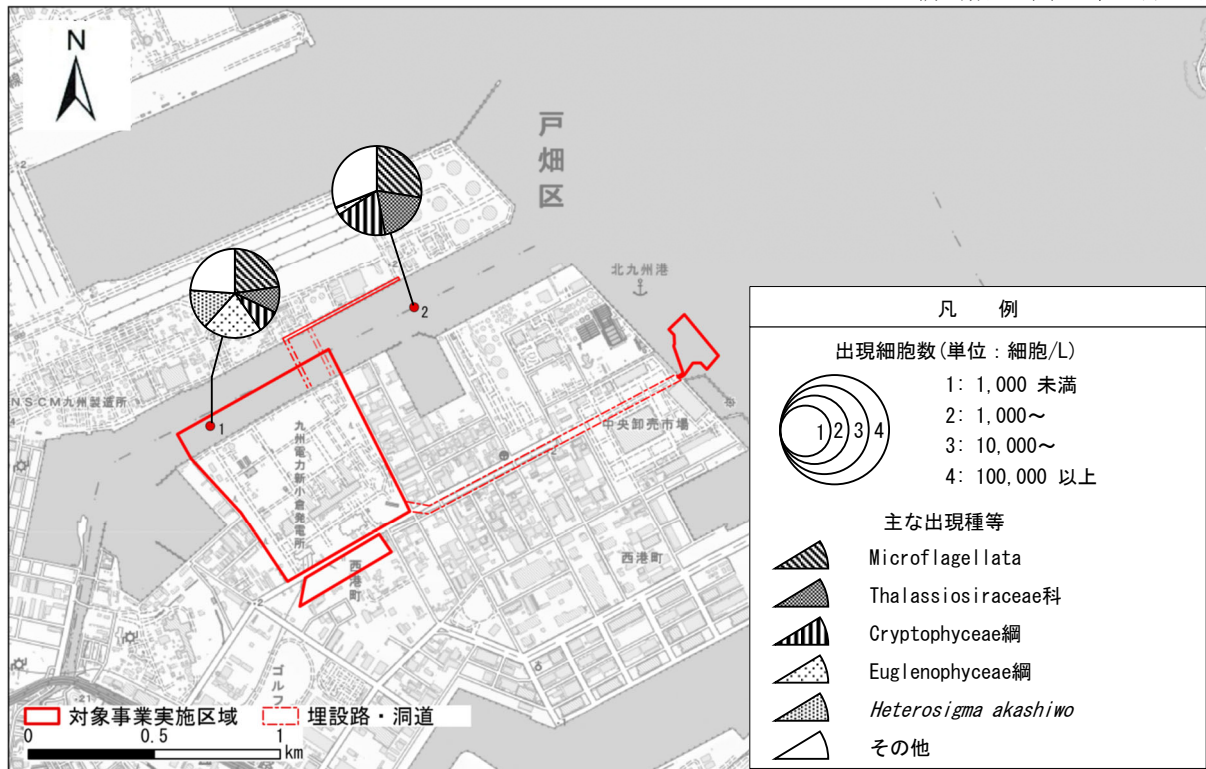 N
戸畑区
北九州港
2
1
NSCM九州製造所
九州電力新小倉発電所
中央卸売市場
西港町
西港町
ゴルフ
凡 例
出現細胞数(単位:細胞/L)
1 2 3 4
1: 1,000 未満
2: 1,000~
3: 10,000~
4: 100,000 以上
主な出現種等
Microflagellata
Thalassiosiraceae科
Cryptophyceae綱
Euglenophyceae綱
Heterosigma akashiwo
その他
対象事業実施区域 埋設路・洞道
0 0.5 1
km